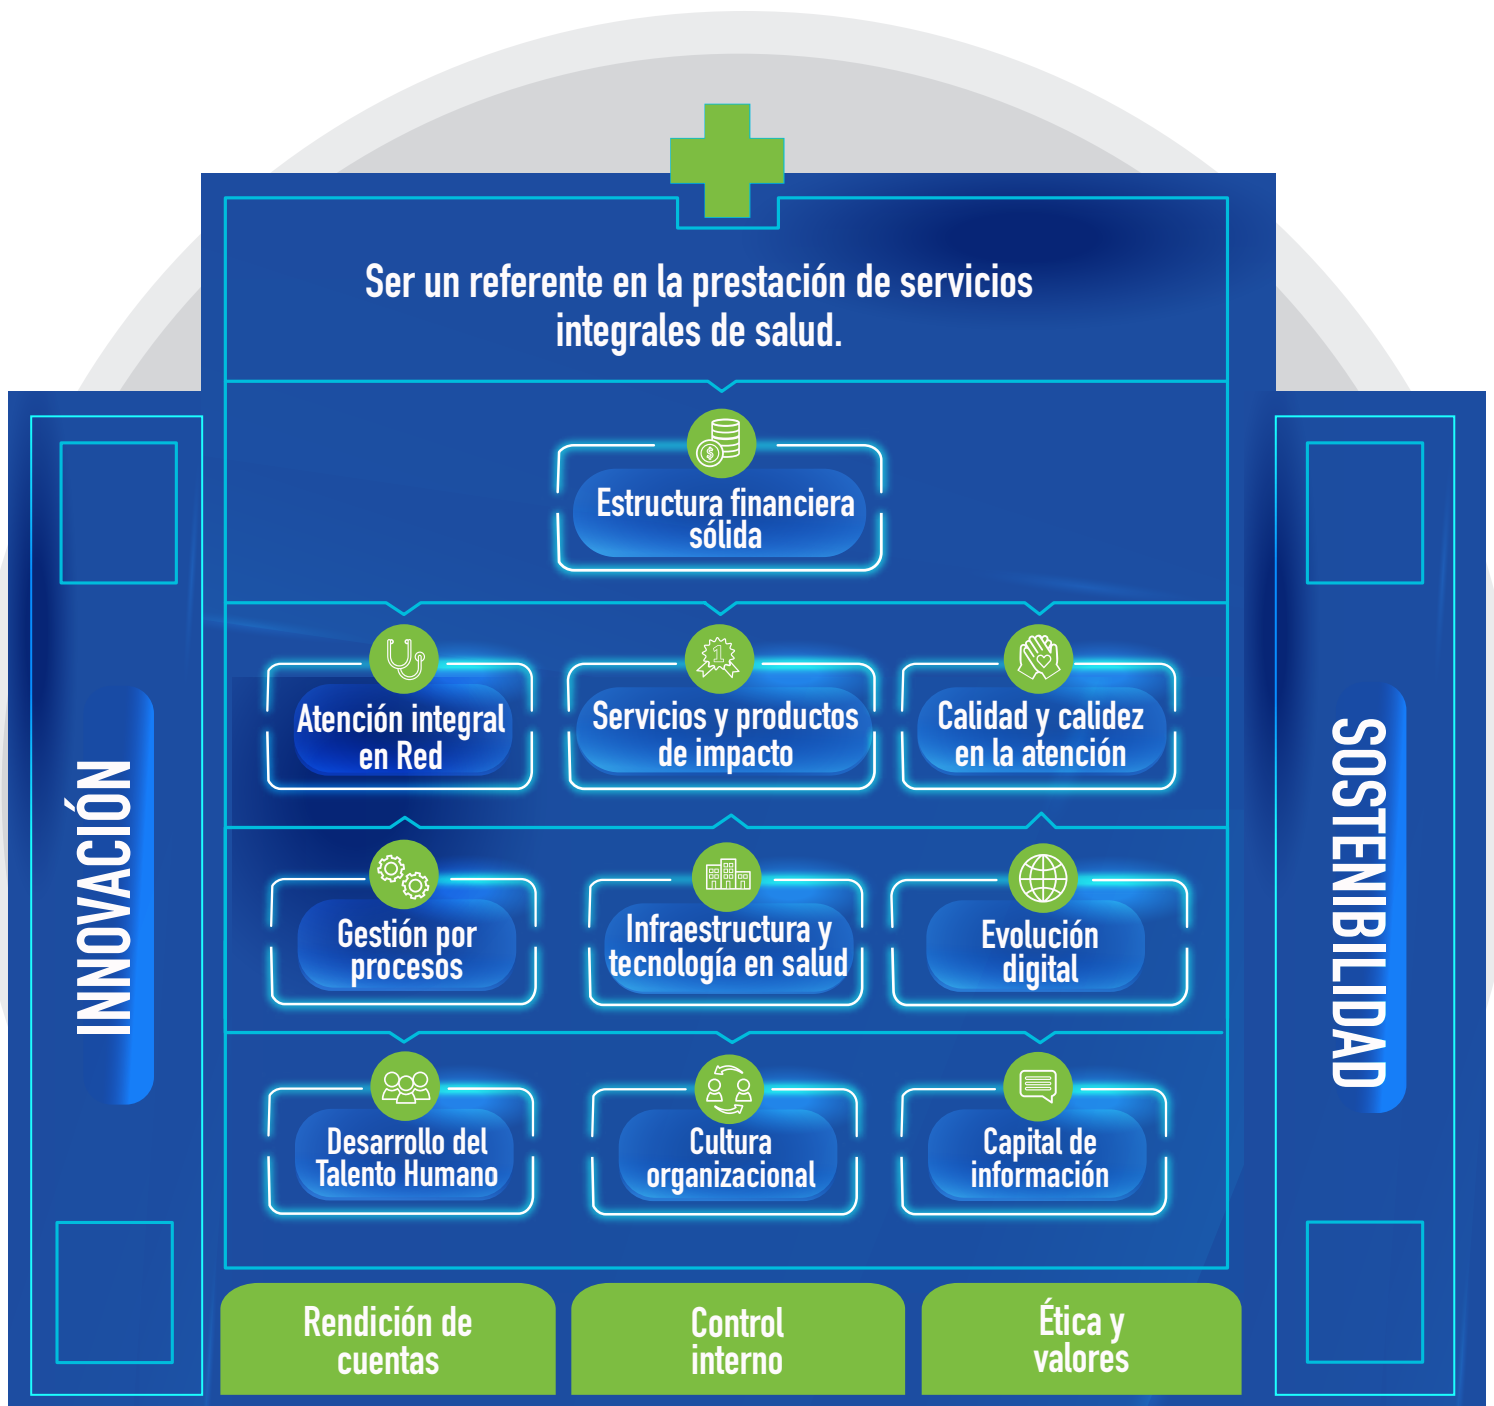 Ser un referente en la prestación de servicios
integrales de salud.
Estructura financiera
sólida
Atención integral
en Red
Servicios y productos
de impacto
Calidad y calidez
en la atención
Gestión por
procesos
Infraestructura y
tecnología en salud
Evolución
digital
Desarrollo del
Talento Humano
Cultura
organizacional
Capital de
información
INNOVACIÓN
SOSTENIBILIDAD
Rendición de
cuentas
Control
interno
Ética y
valores
$
1